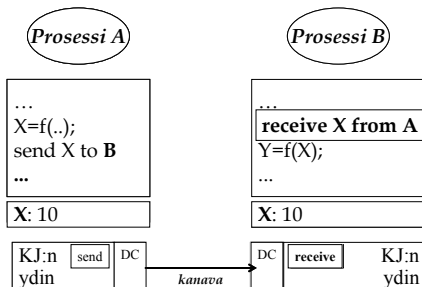 Prosessi A
Prosessi B
…
X=f(..);
send X to B
...
…
receive X from A
Y=f(X);
...
X: 10
X: 10
KJ:n
ydin
send
DC
kanava
DC
receive
KJ:n
ydin